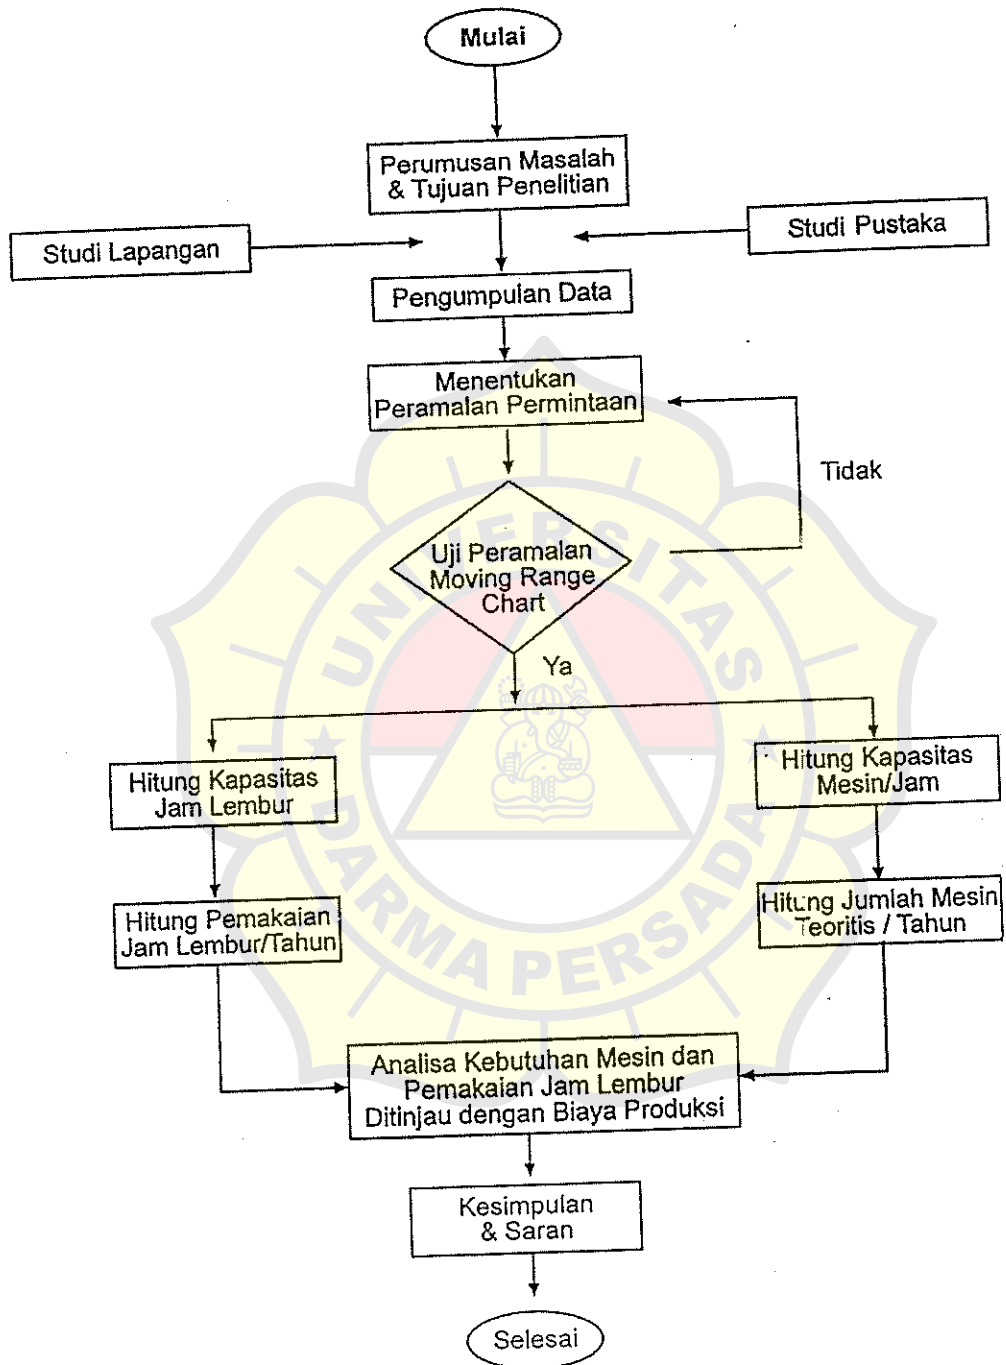 Mulai
Perumusan Masalah
& Tujuan Penelitian
Studi Lapangan
Studi Pustaka
Pengumpulan Data
Menentukan
Peramalan Permintaan
Tidak
Uji Peramalan
Moving Range
Chart
Ya
Hitung Kapasitas
Jam Lembur
Hitung Kapasitas
Mesin/Jam
Hitung Pemakaian
Jam Lembur/Tahun
Hitung Jumlah Mesin
Teoritis / Tahun
Analisa Kebutuhan Mesin dan
Pemakaian Jam Lembur
Ditinjau dengan Biaya Produksi
Kesimpulan
& Saran
Selesai
UNIVERSITAS
DARMA PERSADA